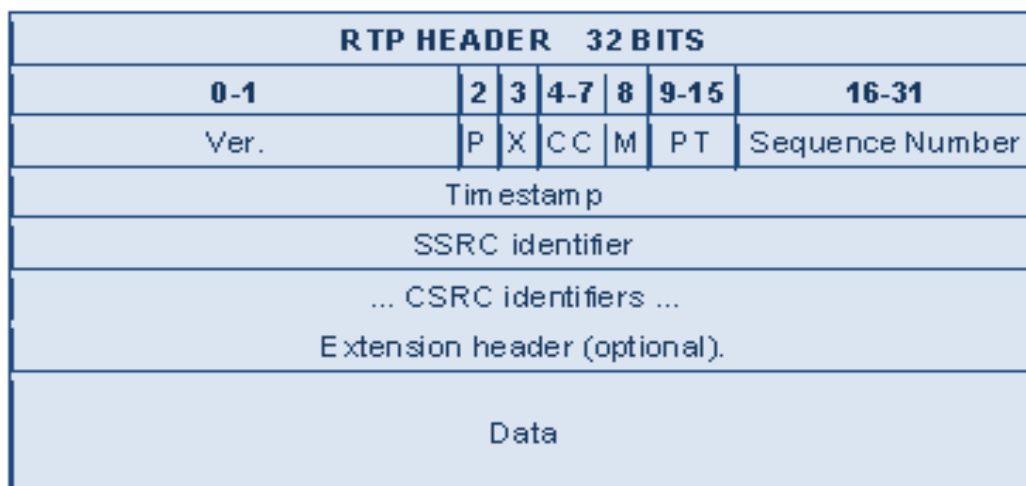 RTP HEADER 32 BITS
0-1 2 3 4-7 8 9-15 16-31
Ver. P X CC M PT Sequence Number
Timestamp
SSRC identifier
... CSRC identifiers ...
Extension header (optional).
Data